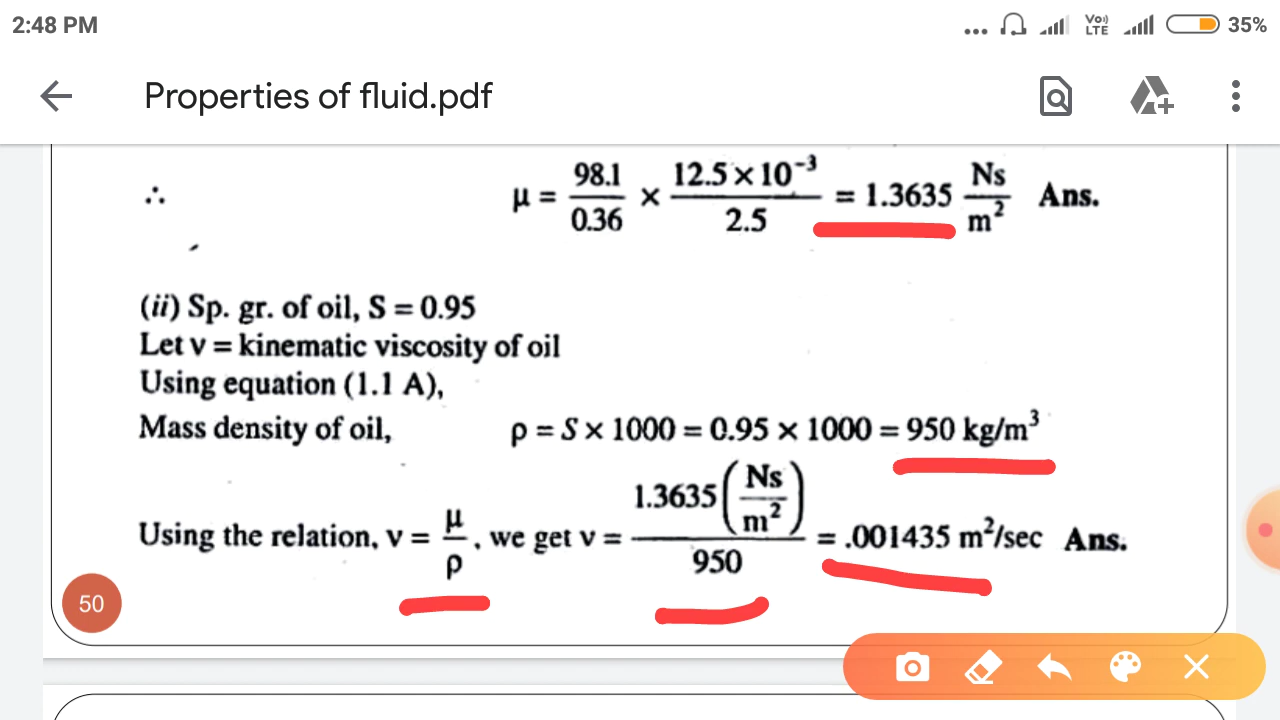 2:48 PM
Vo)) LTE 35%
Properties of fluid.pdf
∴ μ = 98.1/0.36 × 12.5 × 10⁻³/2.5 = 1.3635 Ns/m² Ans.
(ii) Sp. gr. of oil, S = 0.95
Let ν = kinematic viscosity of oil
Using equation (1.1 A),
Mass density of oil, ρ = S × 1000 = 0.95 × 1000 = 950 kg/m³
Using the relation, ν = μ/ρ, we get ν = 1.3635 (Ns/m²)/950 = .001435 m²/sec Ans.
50